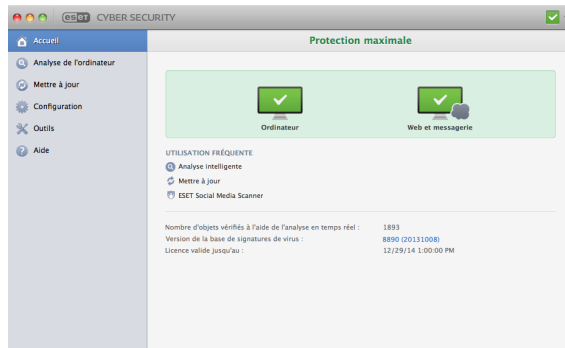 eset CYBER SECURITY
Accueil
Analyse de l'ordinateur
Mettre à jour
Configuration
Outils
Aide
Protection maximale
Ordinateur
Web et messagerie
UTILISATION FRÉQUENTE
Analyse intelligente
Mettre à jour
ESET Social Media Scanner
Nombre d'objets vérifiés à l'aide de l'analyse en temps réel : 1893
Version de la base de signatures de virus : 8890 (20131008)
Licence valide jusqu'au : 12/29/14 1:00:00 PM